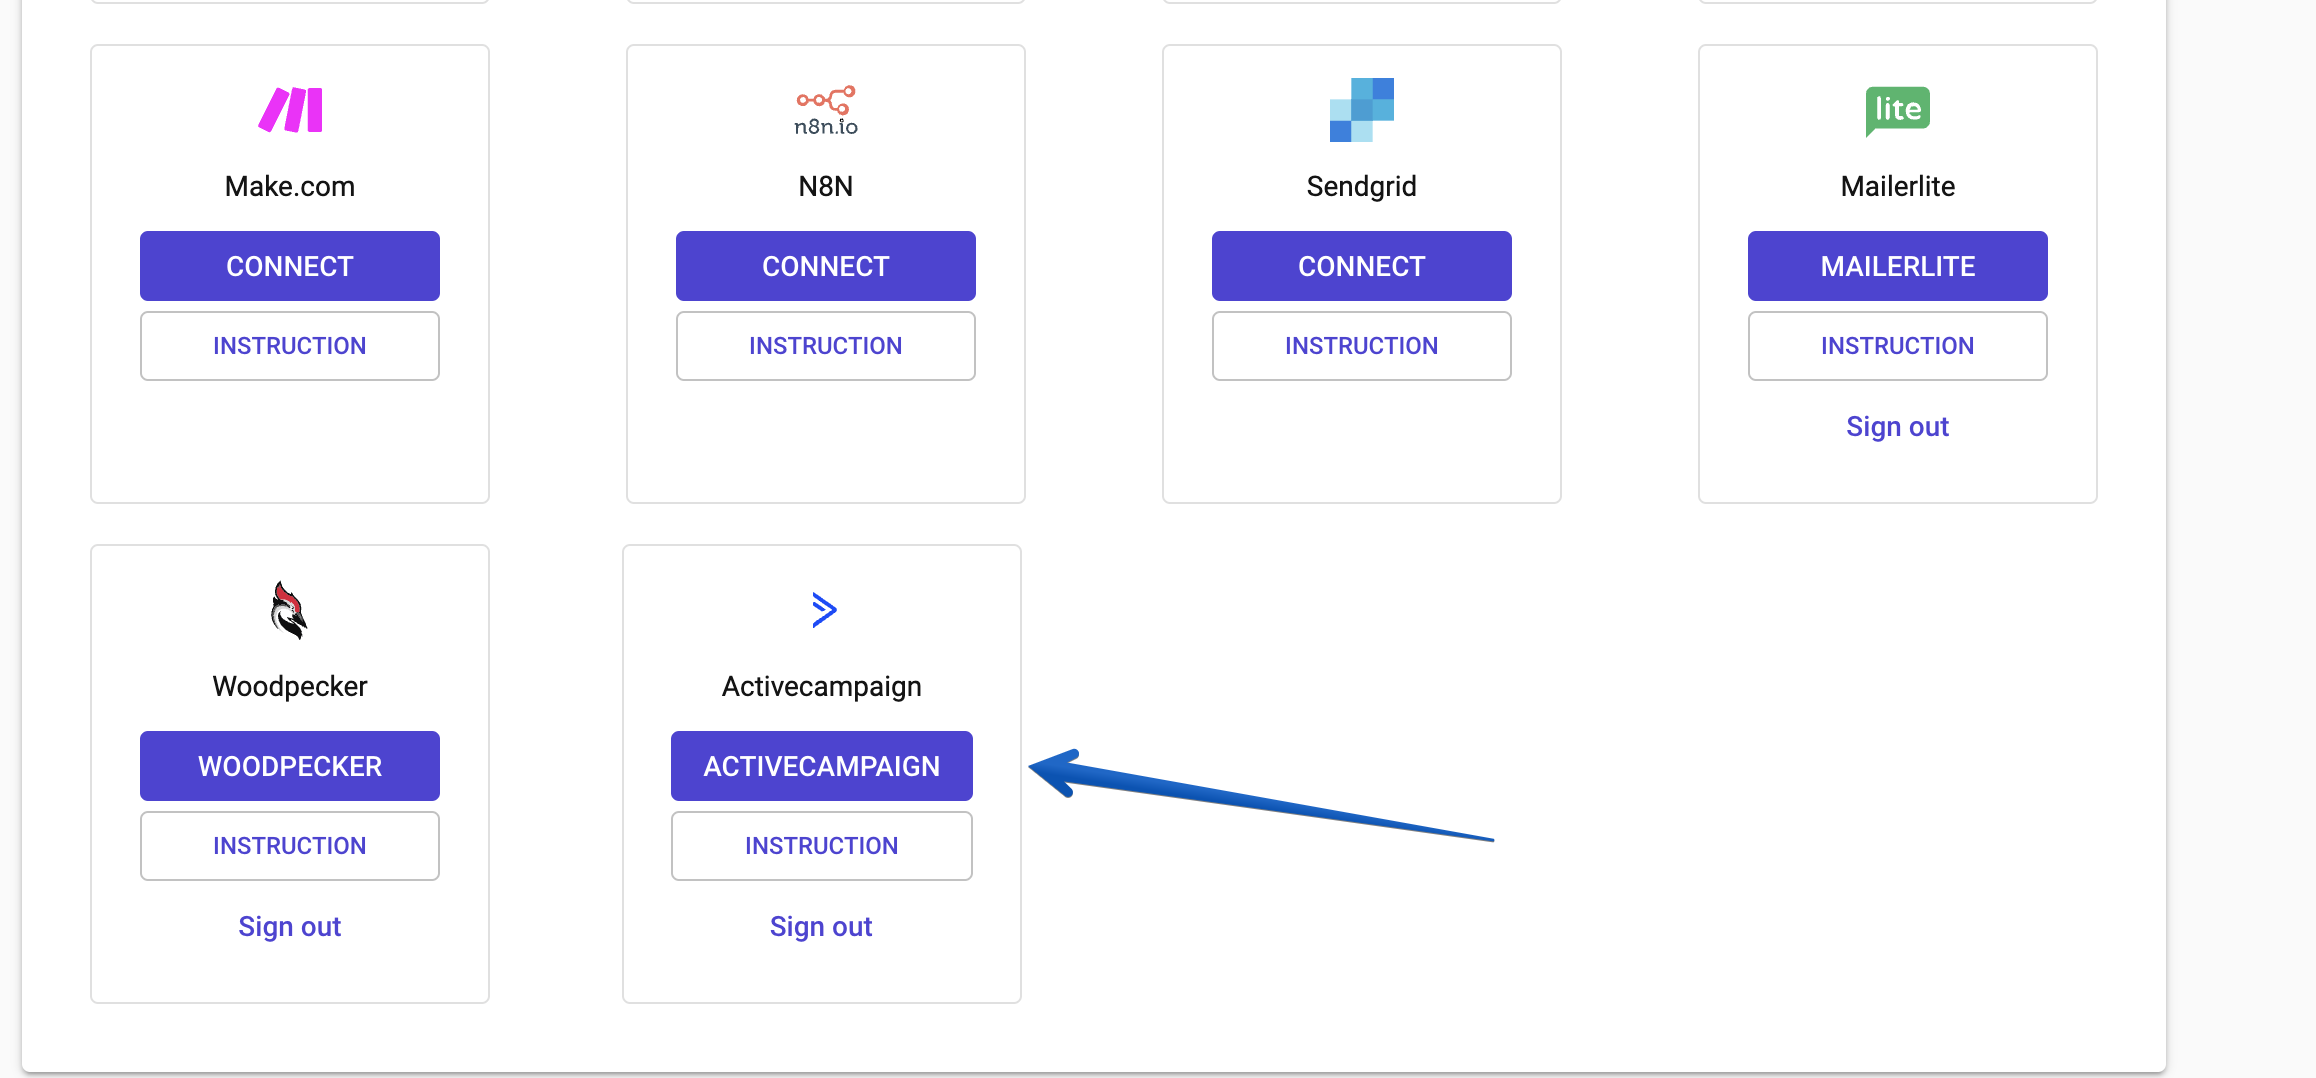 n8n.io
lite
Make.com
N8N
Sendgrid
Mailerlite
CONNECT
CONNECT
CONNECT
MAILERLITE
INSTRUCTION
INSTRUCTION
INSTRUCTION
INSTRUCTION
Sign out
Woodpecker
Activecampaign
WOODPECKER
ACTIVECAMPAIGN
INSTRUCTION
INSTRUCTION
Sign out
Sign out